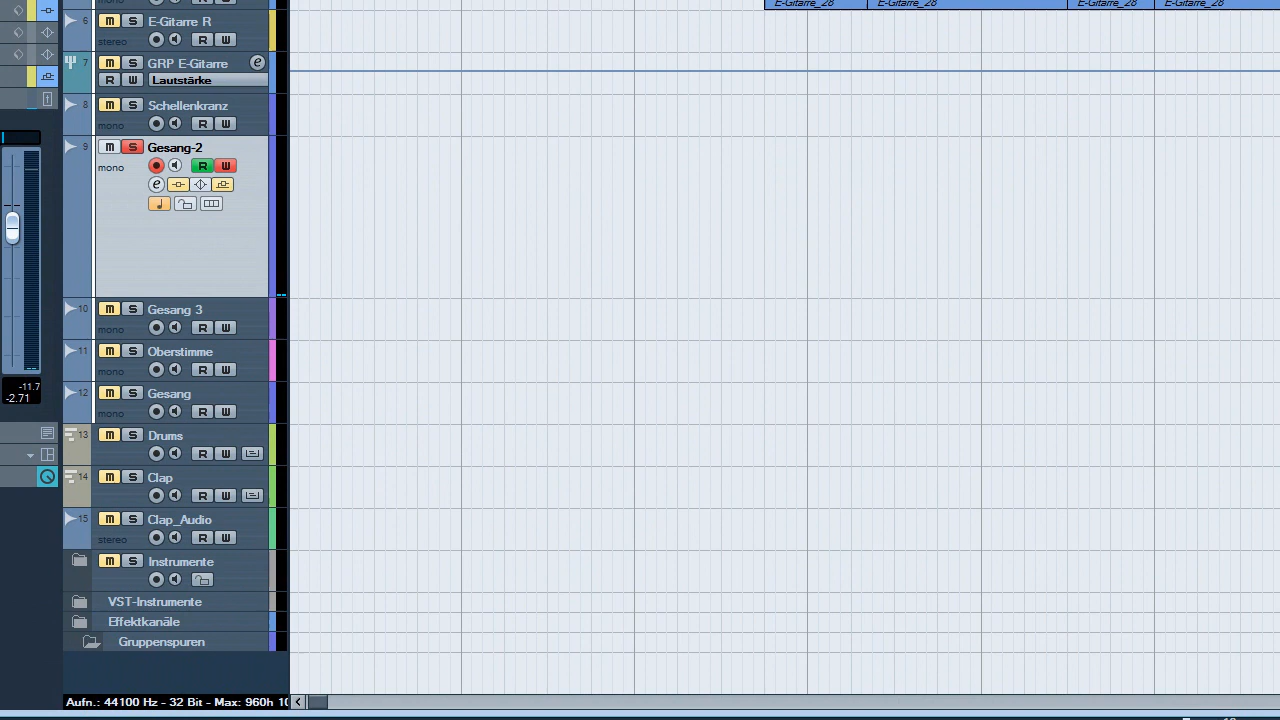 E-Gitarre_28 E-Gitarre_28 E-Gitarre_28 E-Gitarre_28
6 M S E-Gitarre R
stereo R W
7 M S GRP E-Gitarre e
R W Lautstärke
8 M S Schellenkranz
mono R W
9 M S Gesang-2
mono R W
e
-11.7
-2.71
10 M S Gesang 3
mono R W
11 M S Oberstimme
mono R W
12 M S Gesang
mono R W
13 M S Drums
R W
14 M S Clap
R W
15 M S Clap_Audio
stereo R W
M S Instrumente
VST-Instrumente
Effektkanäle
Gruppenspuren
Aufn.: 44100 Hz - 32 Bit - Max: 960h